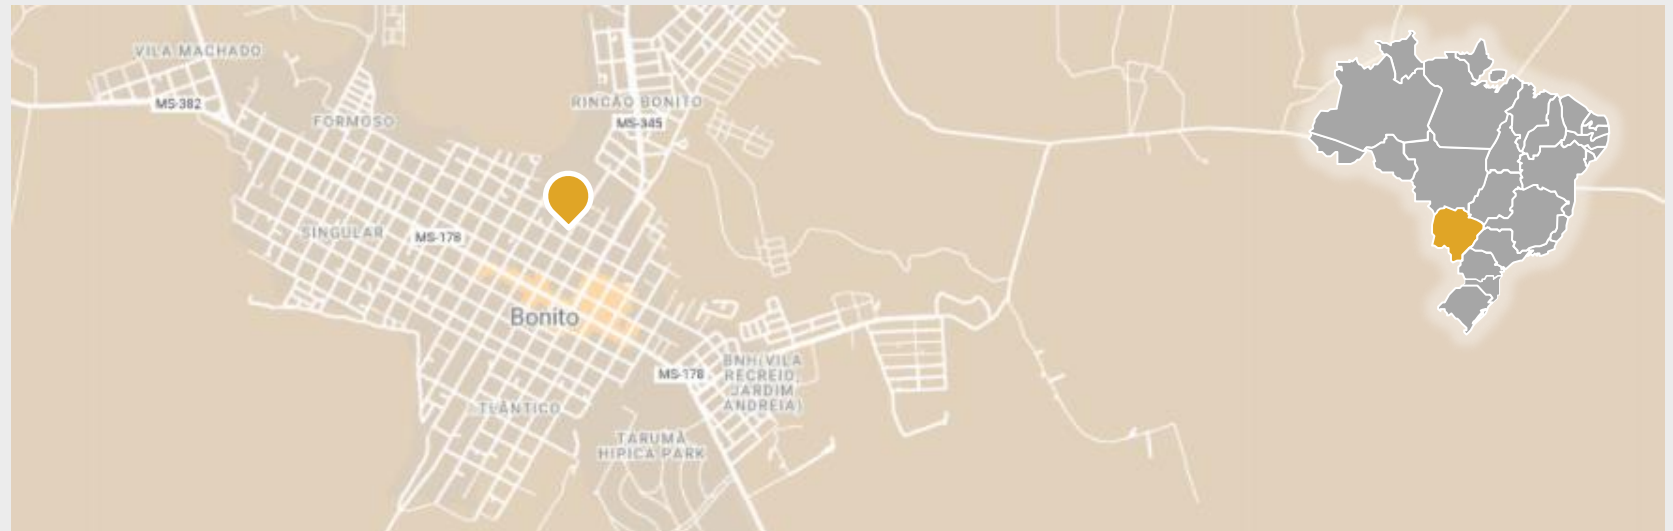 VILA MACHADO
MS-382
RINCÃO BONITO
FORMOSO
MS-345
SINGULAR
MS-178
Bonito
BNH(VILA
RECREID,
JARDIM
ANDREIA)
MS-178
TLÂNTICO
TARUMÃ
HIPICA PARK